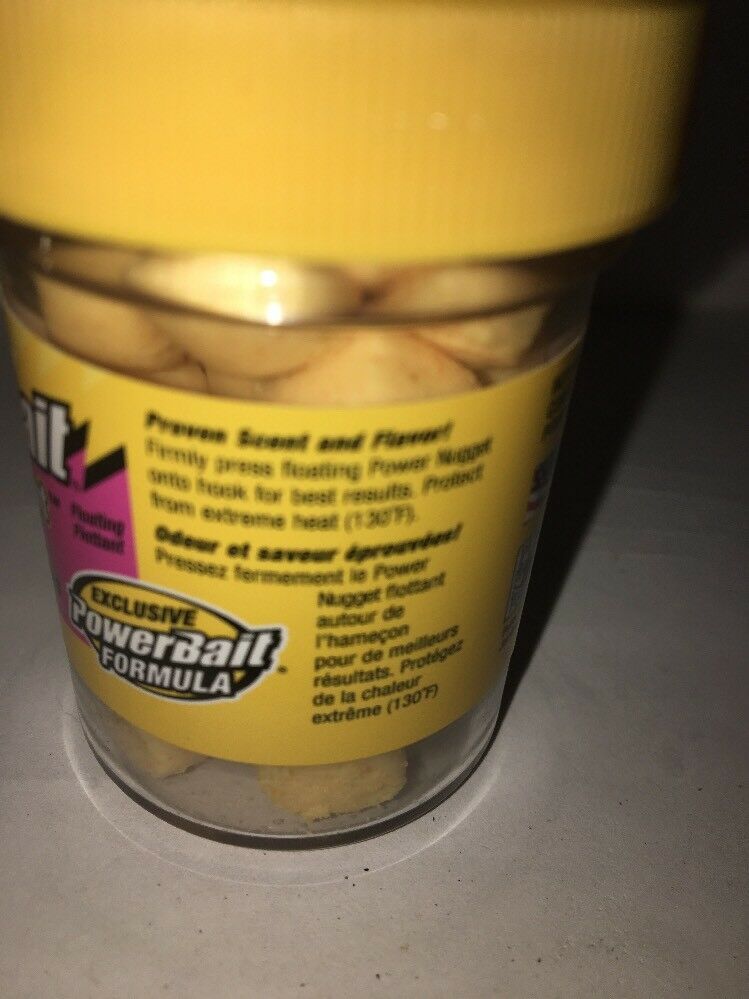 ait
Floating
Flottant
Proven Scent and Flavor!
Firmly press floating Power Nugget
onto hook for best results. Protect
from extreme heat (130°F).
Odeur et saveur éprouvées!
Pressez fermement le Power
Nugget flottant
autour de
l'hameçon
pour de meilleurs
résultats. Protégez
de la chaleur
extrême (130°F)
EXCLUSIVE
PowerBait™
FORMULA